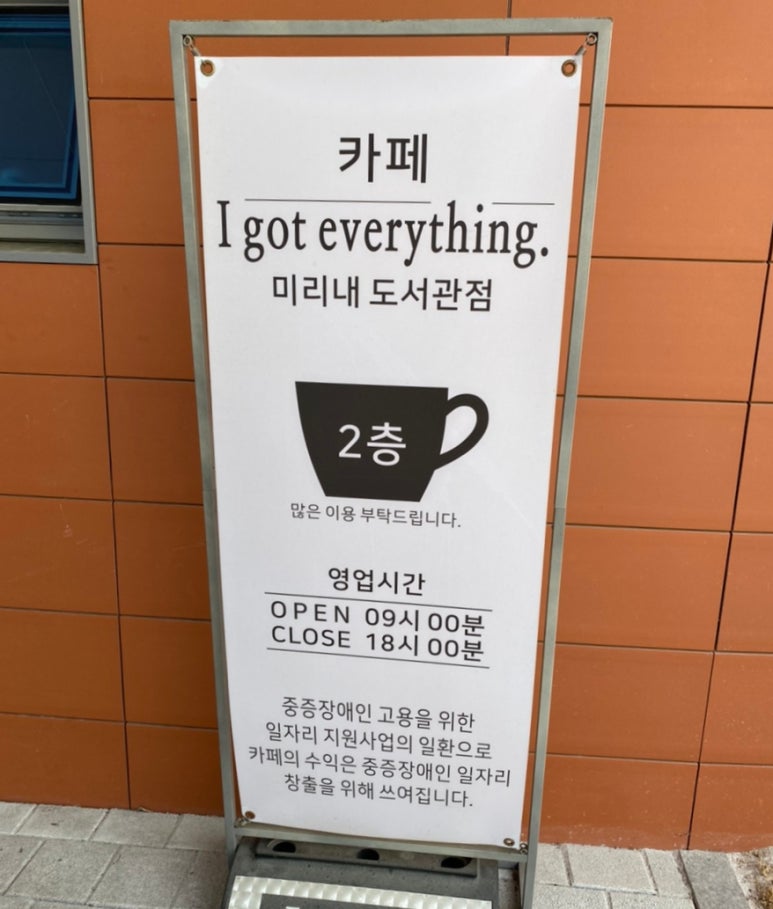 카페
I got everything.
미리내 도서관점
2층
많은 이용 부탁드립니다.
영업시간
OPEN 09시 00분
CLOSE 18시 00분
중증장애인 고용을 위한
일자리 지원사업의 일환으로
카페의 수익은 중증장애인 일자리
창출을 위해 쓰여집니다.